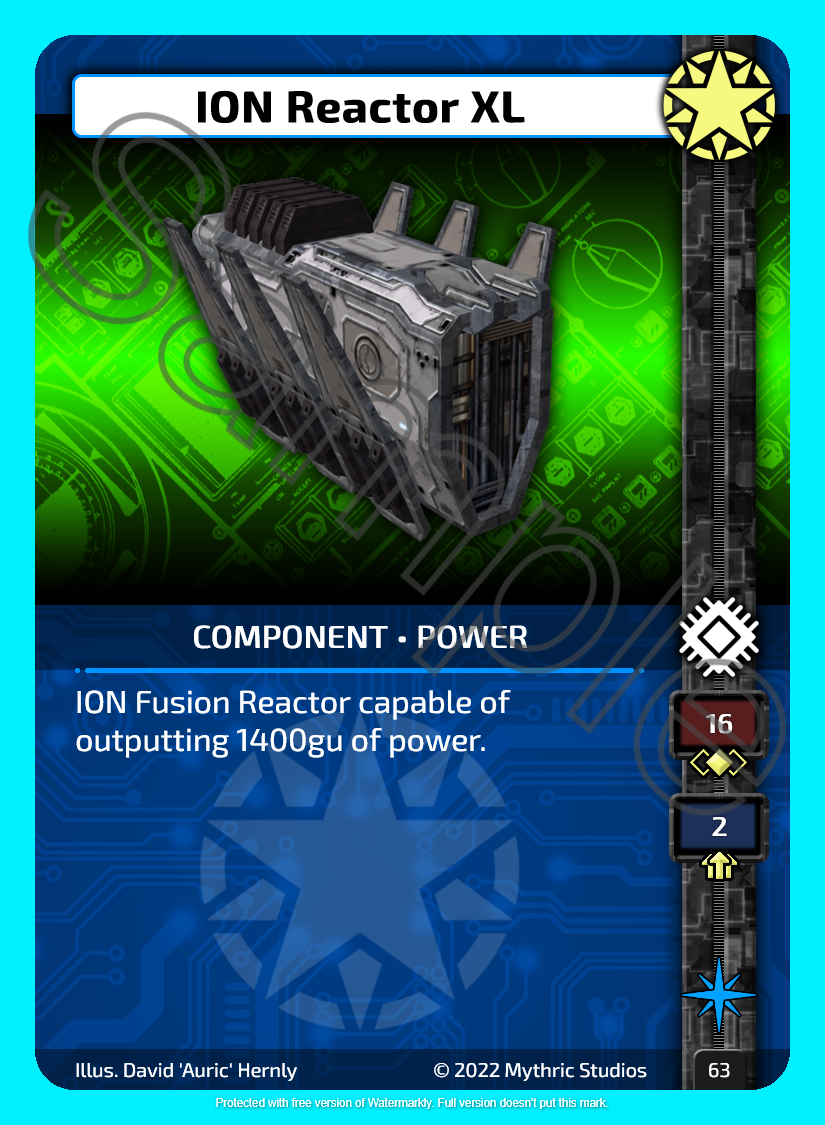 ION Reactor XL
Sample
COMPONENT • POWER
ION Fusion Reactor capable of
outputting 1400gu of power.
16
2
Illus. David 'Auric' Hernly
© 2022 Mythric Studios
63
Protected with free version of Watermarkly. Full version doesn't put this mark.